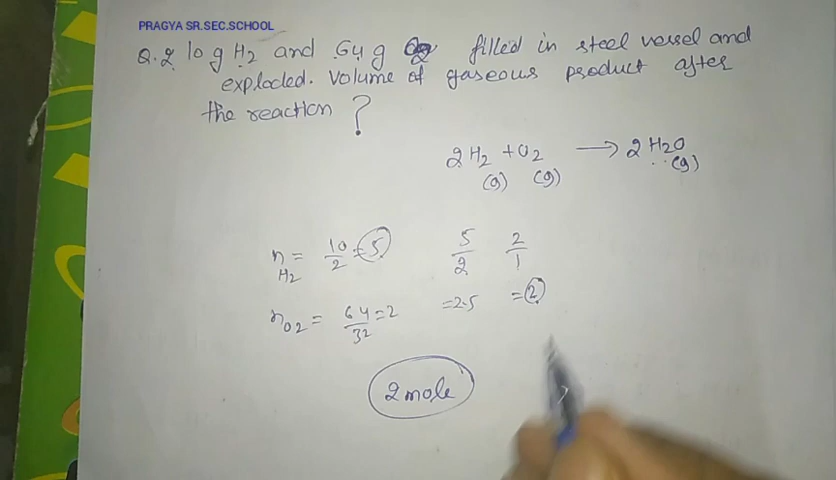 PRAGYA SR.SEC.SCHOOL
Q.2 10 g H2 and 64 g O2 filled in steel vessel and
exploded. Volume of gaseous product after
the reaction ?
2H2 + O2 → 2H2O
(g) (g) (g)
n H2 = 10/2 = 5 5/2 2/1
n O2 = 64/32 = 2 = 2.5 = 2
2 mole